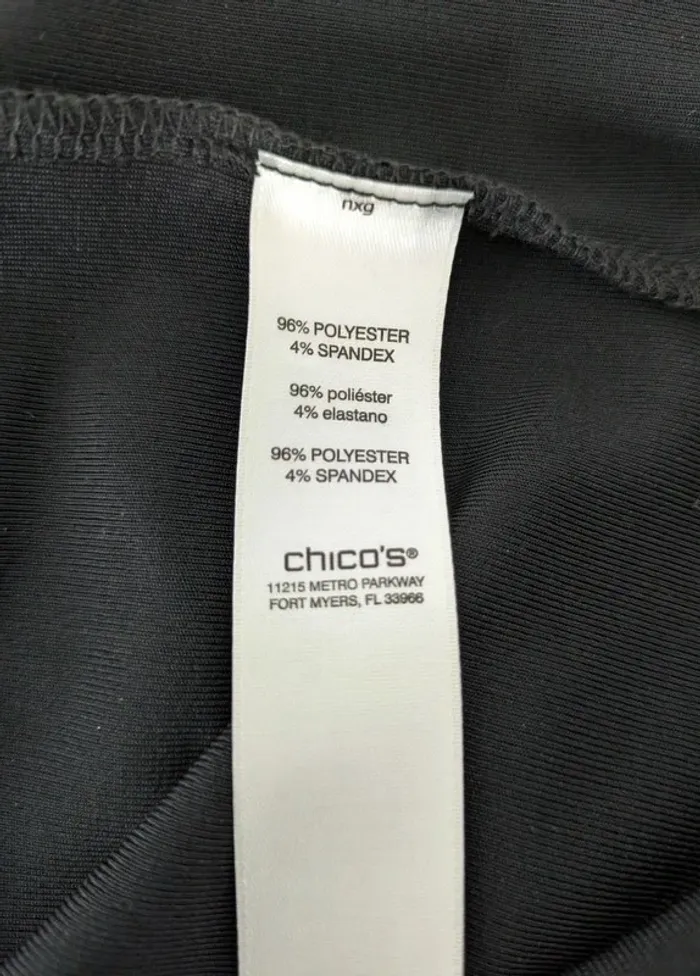 nxg
96% POLYESTER
4% SPANDEX
96% poliéster
4% elastano
96% POLYESTER
4% SPANDEX
chico's®
11215 METRO PARKWAY
FORT MYERS, FL 33966